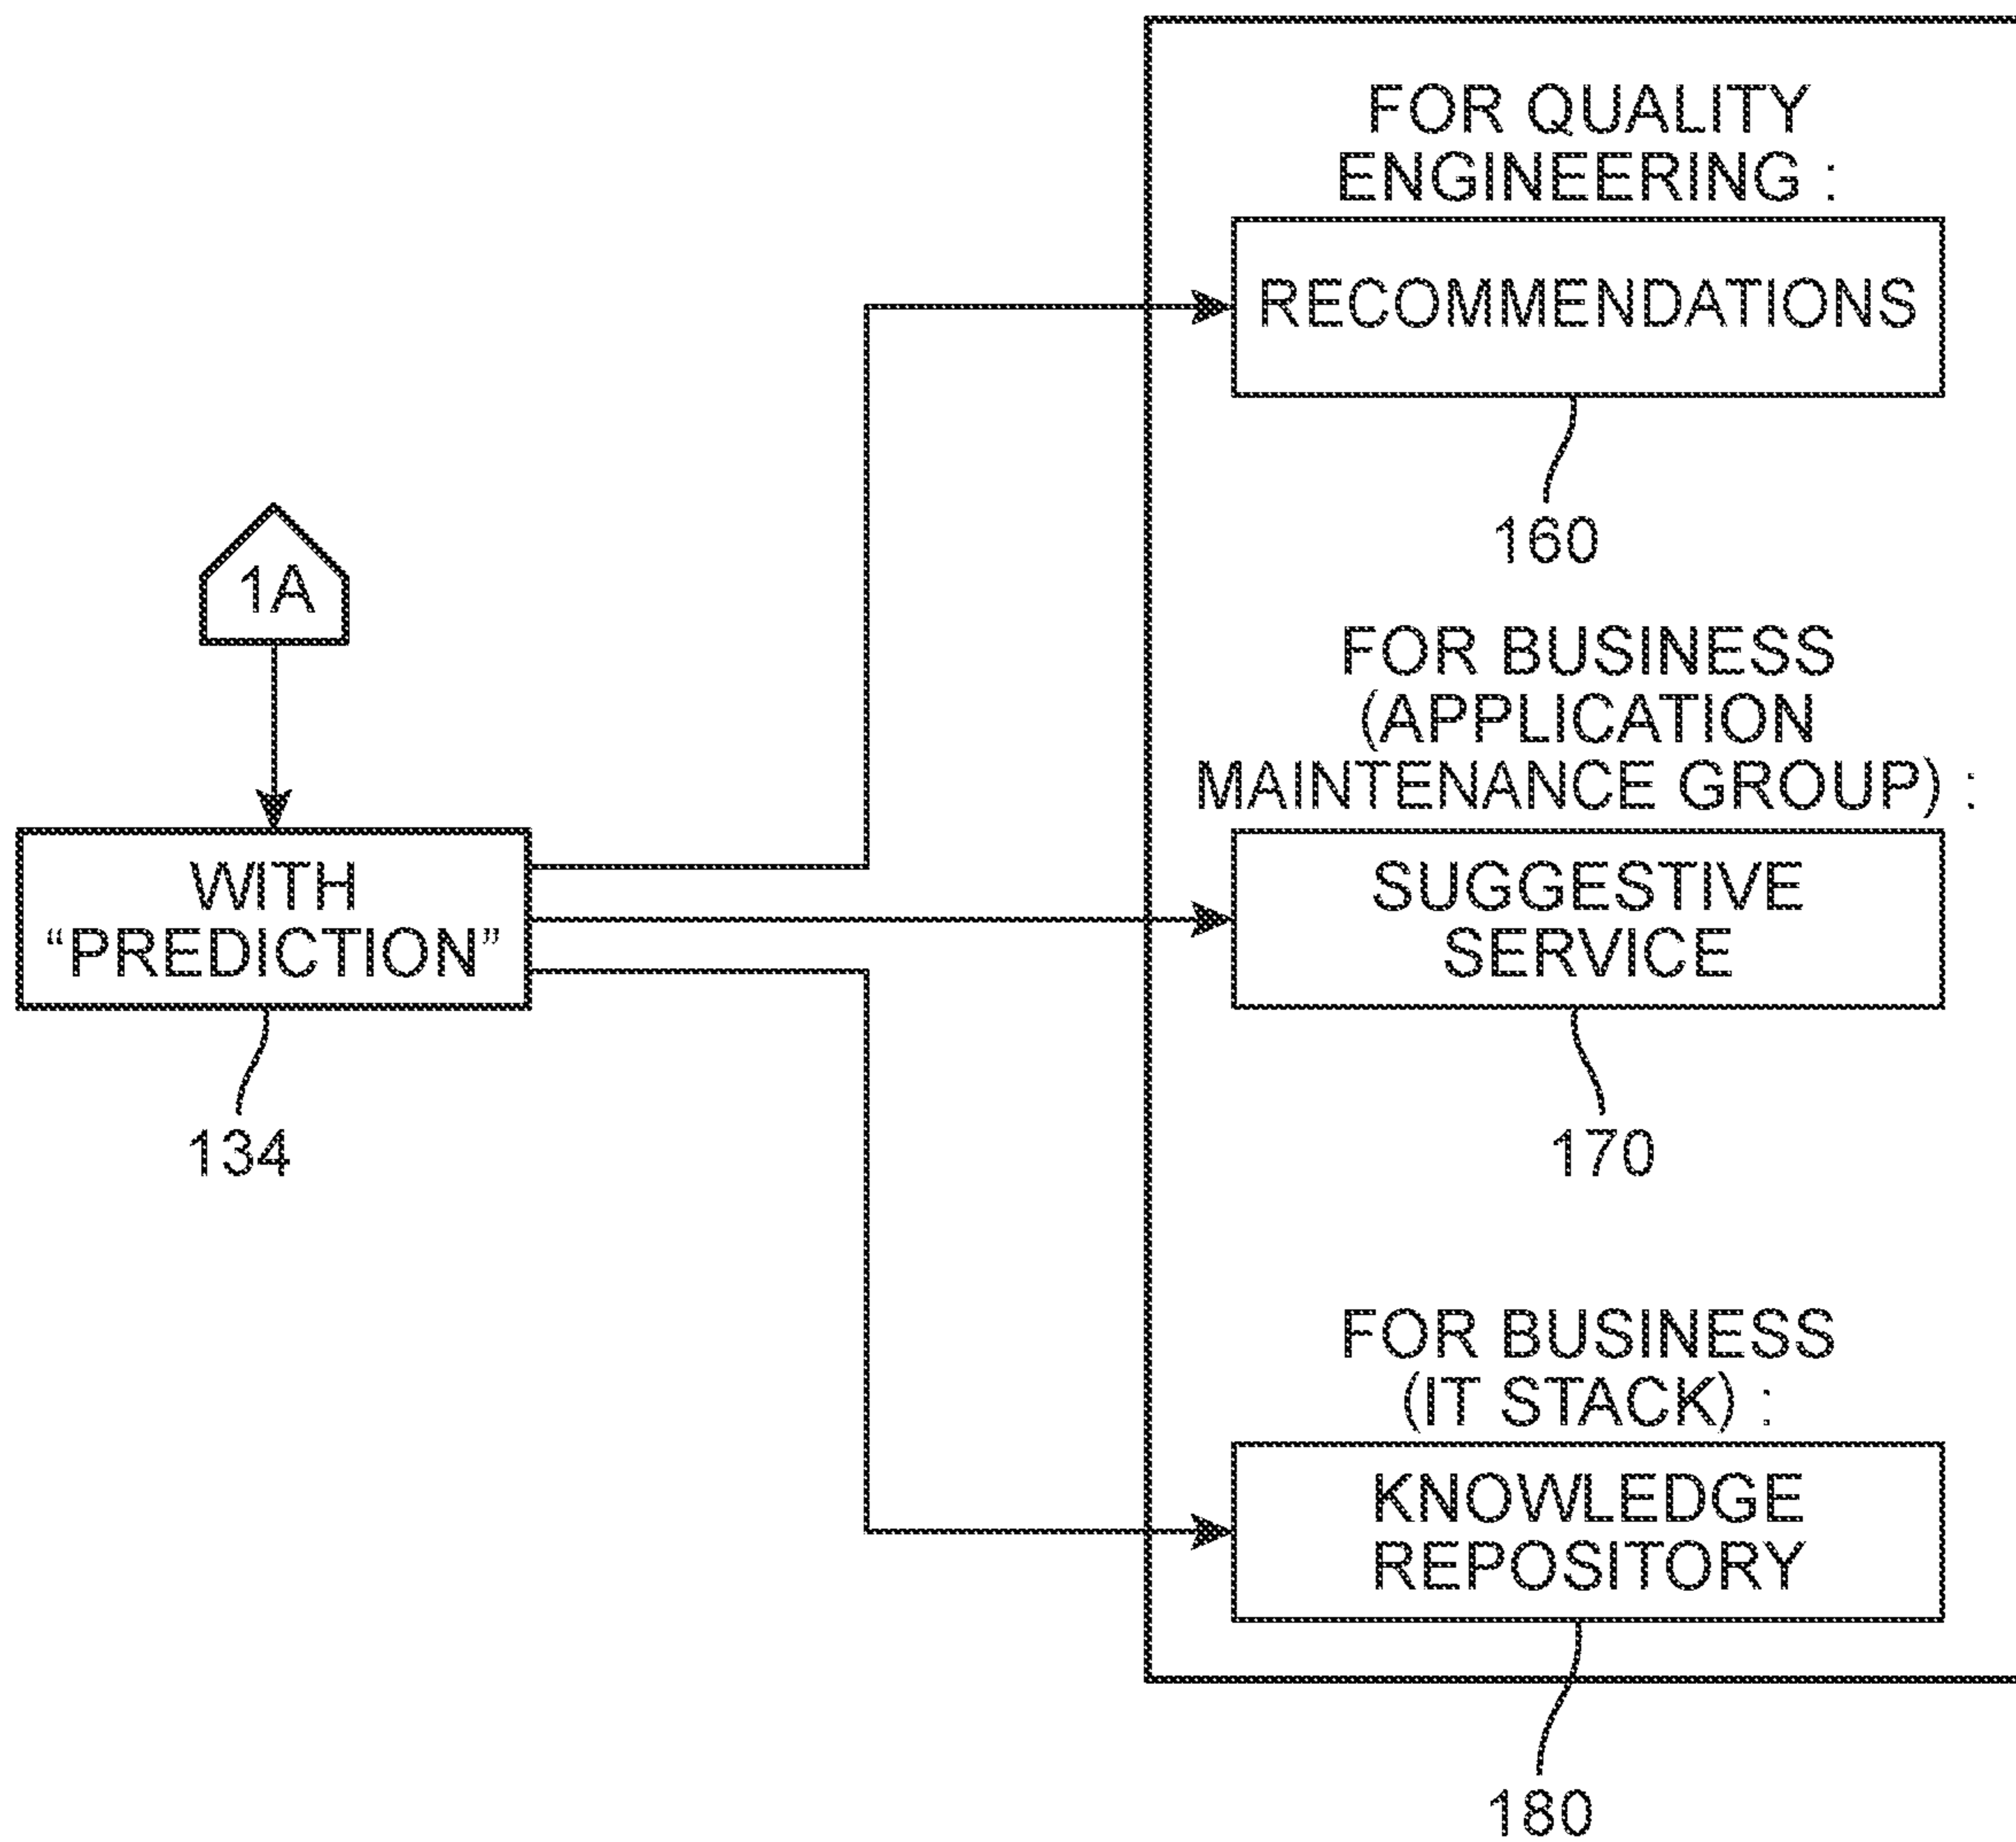 FOR QUALITY
ENGINEERING :
RECOMMENDATIONS
160
1A
WITH
“PREDICTION”
134
FOR BUSINESS
(APPLICATION
MAINTENANCE GROUP) :
SUGGESTIVE
SERVICE
170
FOR BUSINESS
(IT STACK) :
KNOWLEDGE
REPOSITORY
180